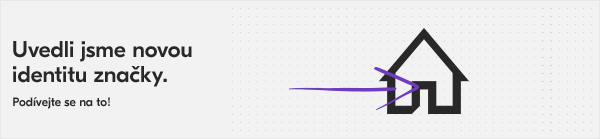 Uvedli jsme novou
identitu značky.
Podívejte se na to!